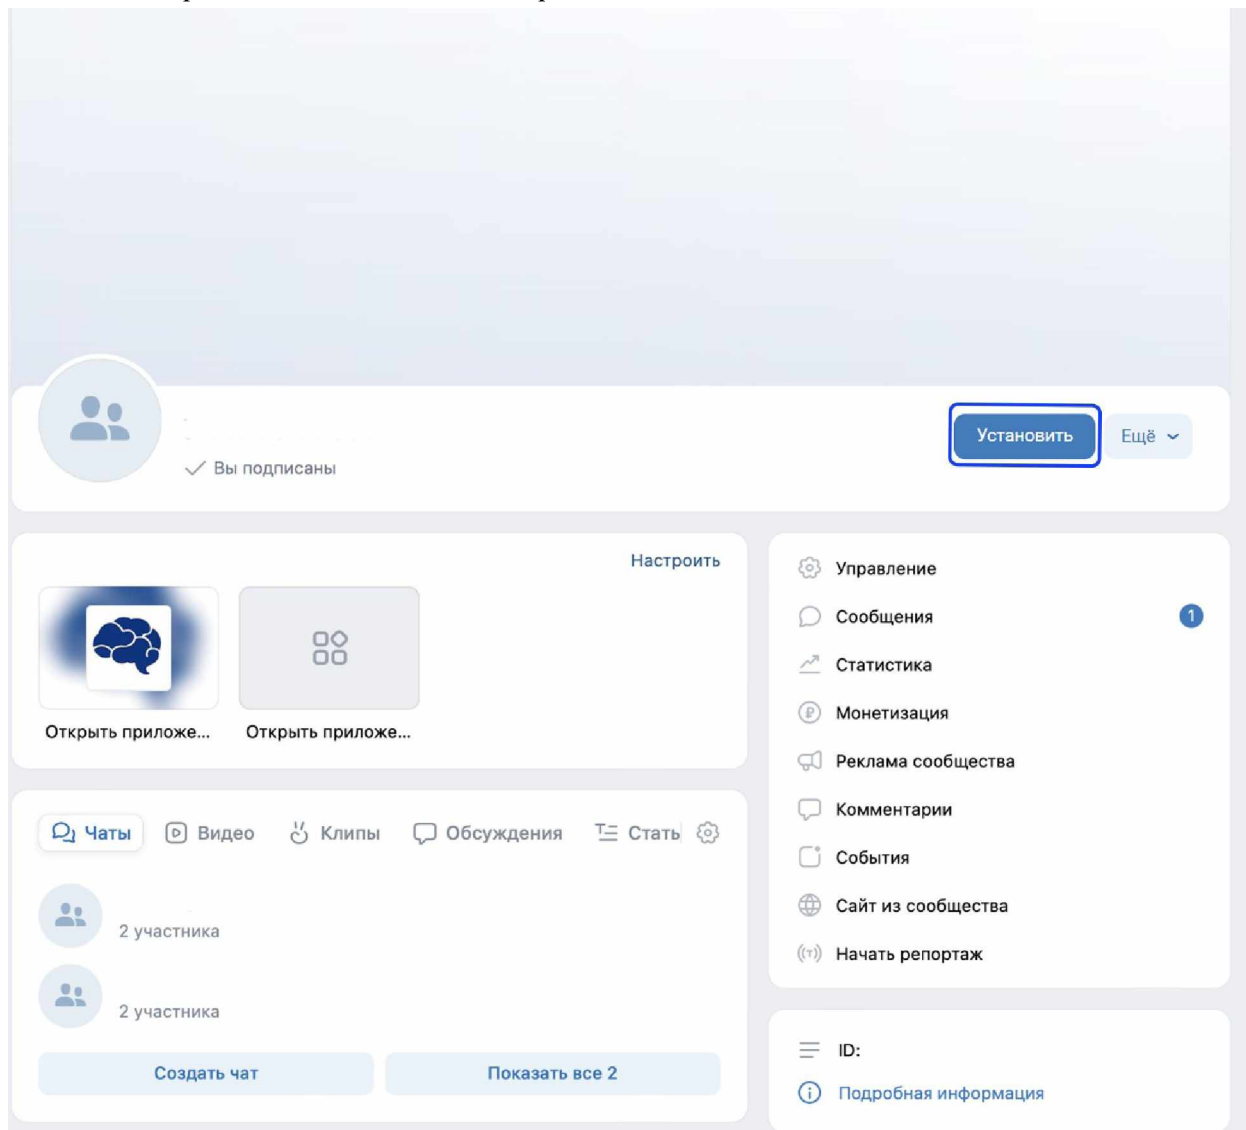 Установить
Ещё
Вы подписаны
Настроить
Открыть приложе...
Открыть приложе...
Чаты
Видео
Клипы
Обсуждения
Стать
2 участника
2 участника
Создать чат
Показать все 2
Управление
Сообщения
1
Статистика
Монетизация
Реклама сообщества
Комментарии
События
Сайт из сообщества
Начать репортаж
ID:
Подробная информация